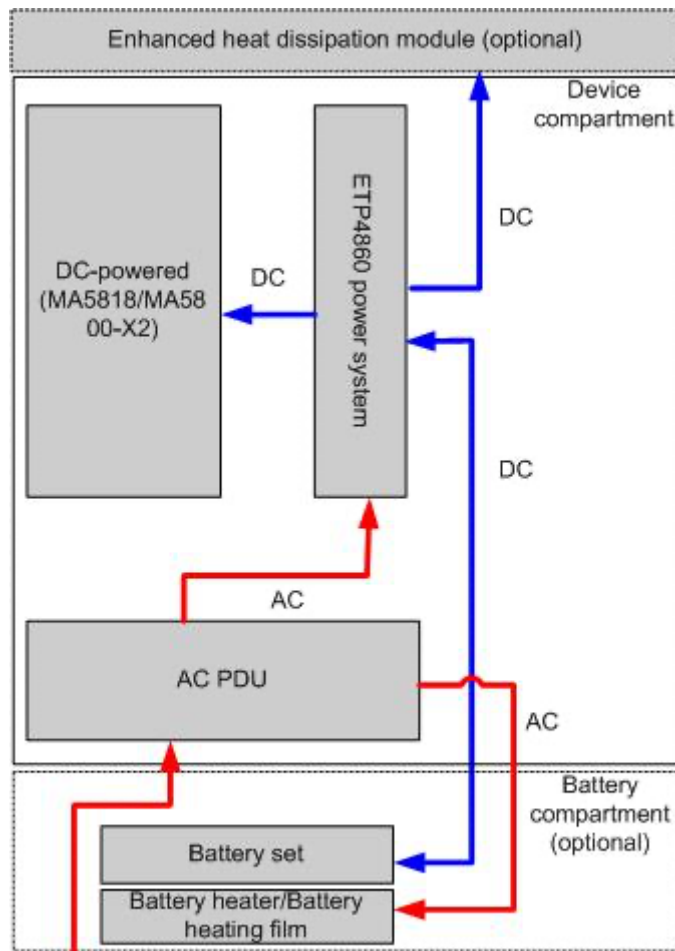 Enhanced heat dissipation module (optional)
Device
compartment
ETP4860 power system
DC
DC-powered
(MA5818/MA58
00-X2)
DC
DC
AC
AC PDU
AC
Battery
compartment
(optional)
Battery set
Battery heater/Battery
heating film